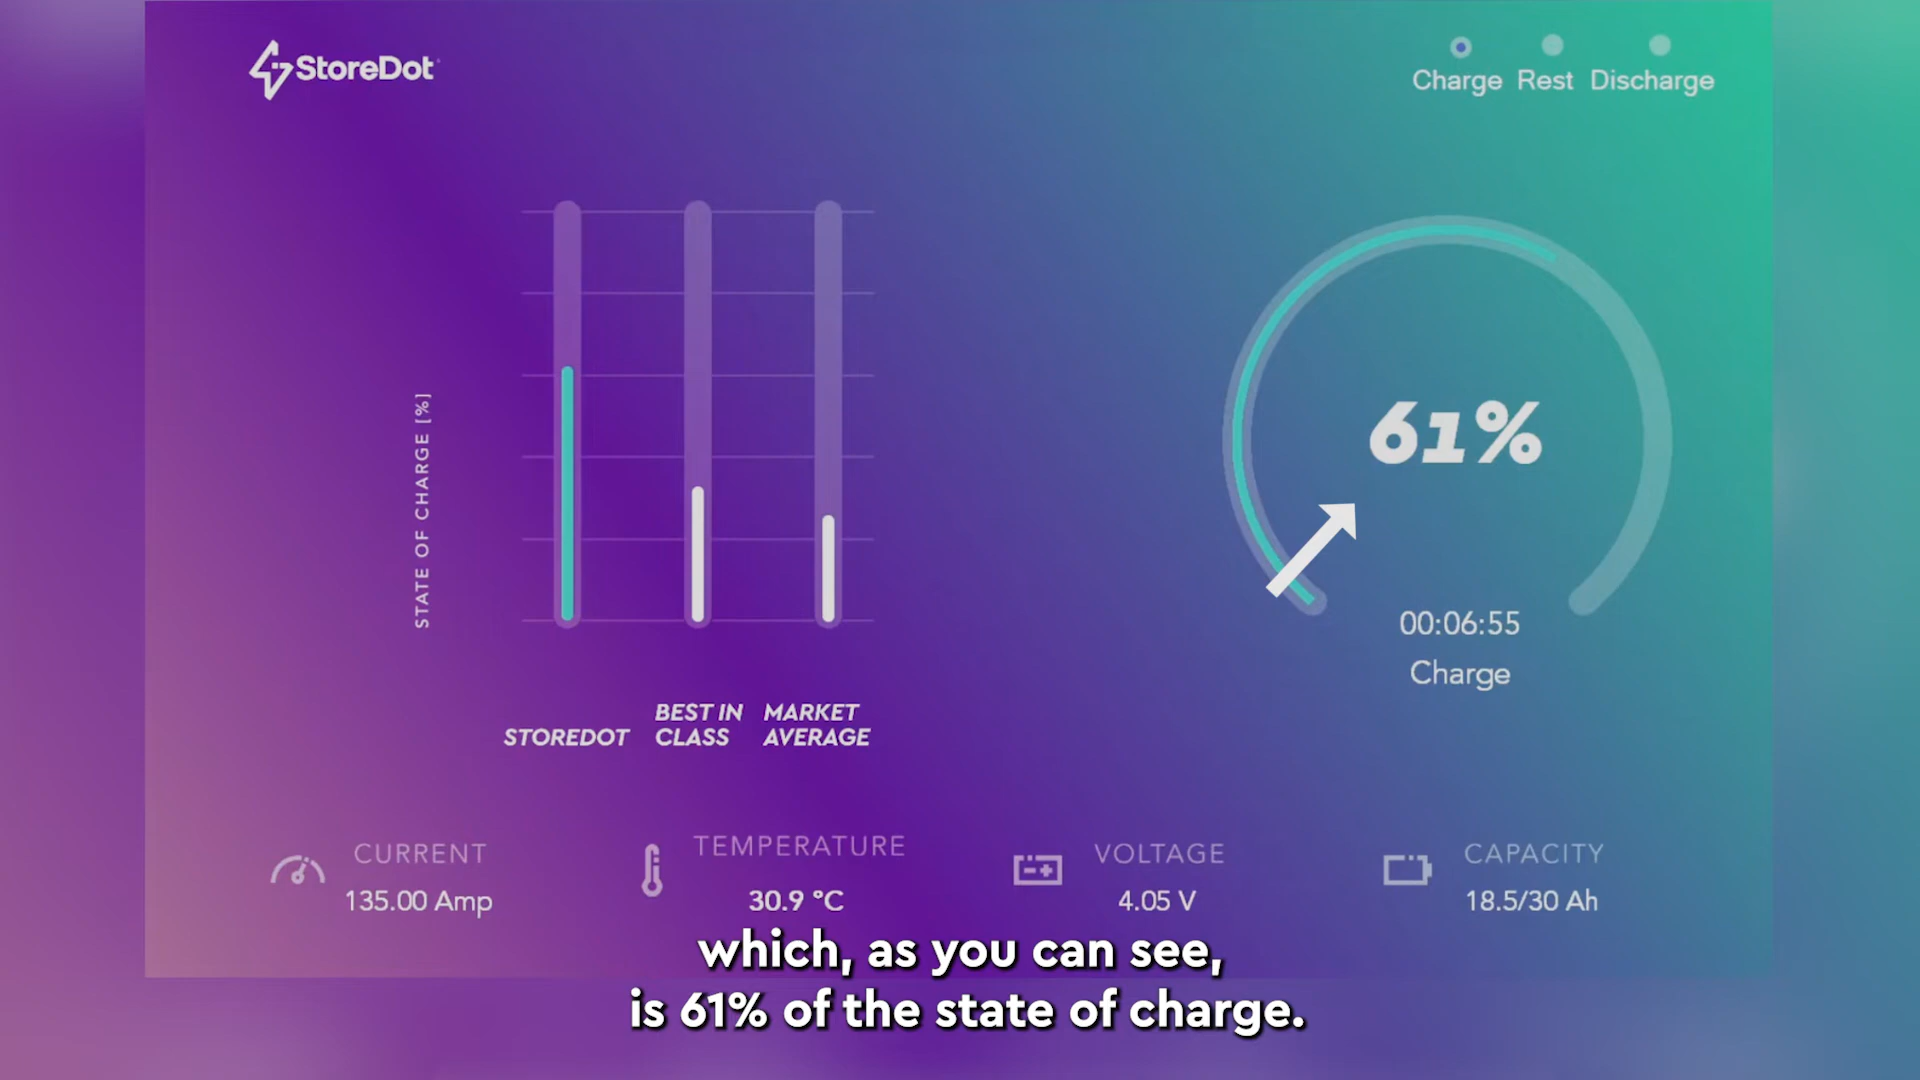 StoreDot
Charge Rest Discharge
STATE OF CHARGE [%]
61%
00:06:55
Charge
STOREDOT
BEST IN
CLASS
MARKET
AVERAGE
CURRENT
135.00 Amp
TEMPERATURE
30.9 °C
VOLTAGE
4.05 V
CAPACITY
18.5/30 Ah
which, as you can see,
is 61% of the state of charge.